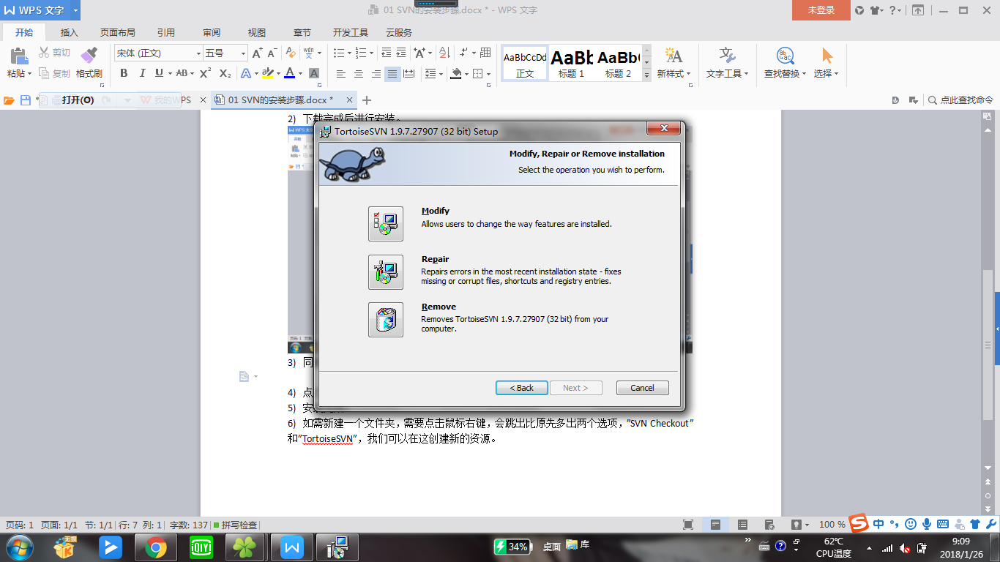 WPS 文字
01 SVN的安装步骤.docx * - WPS 文字
未登录
开始 插入 页面布局 引用 审阅 视图 章节 开发工具 云服务
粘贴 剪切 复制 格式刷
宋体 (正文) 五号
B I U AB X² X₂ A A A
AaBbCcDd AaBb AaBb(
正文 标题 1 标题 2
新样式 文字工具 查找替换 选择
打开(O) 我的WPS × 01 SVN的安装步骤.docx * × +
点此查找命令
2) 下载完成后进行安装。
TortoiseSVN 1.9.7.27907 (32 bit) Setup
Modify, Repair or Remove installation
Select the operation you wish to perform.
Modify
Allows users to change the way features are installed.
Repair
Repairs errors in the most recent installation state - fixes
missing or corrupt files, shortcuts and registry entries.
Remove
Removes TortoiseSVN 1.9.7.27907 (32 bit) from your
computer.
< Back Next > Cancel
3) 同
4) 点
5)
6) 如需新建一个文件夹，需要点击鼠标右键，会跳出比原先多出两个选项，”SVN Checkout”
和”TortoiseSVN”，我们可以在这创建新的资源。
页码: 1 页面: 1/1 节: 1/1 行: 7 列: 1 字数: 137 拼写检查
100 %
S 中
无损
QIY
34%
桌面 库
62℃
CPU温度
9:09
2018/1/26